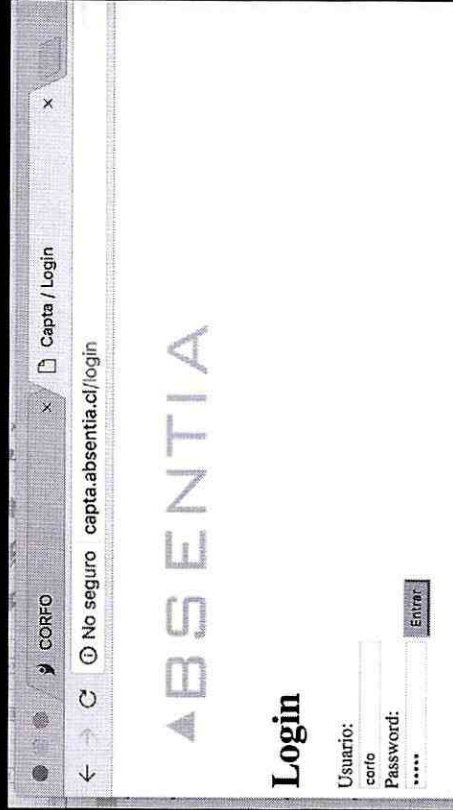 CORFO × Capta / Login ×
No seguro capta.absentia.cl/login
ABSENTIA
Login
Usuario:
corfo
Password:
•••••
Entrar